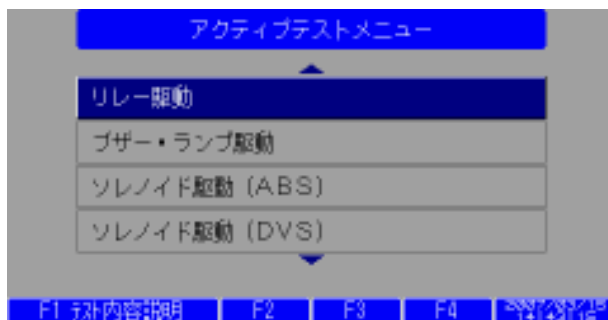 アクティブテストメニュー
リレー駆動
ブザー・ランプ駆動
ソレノイド駆動（ABS）
ソレノイド駆動（DVS）
F1 テスト内容説明 F2 F3 F4